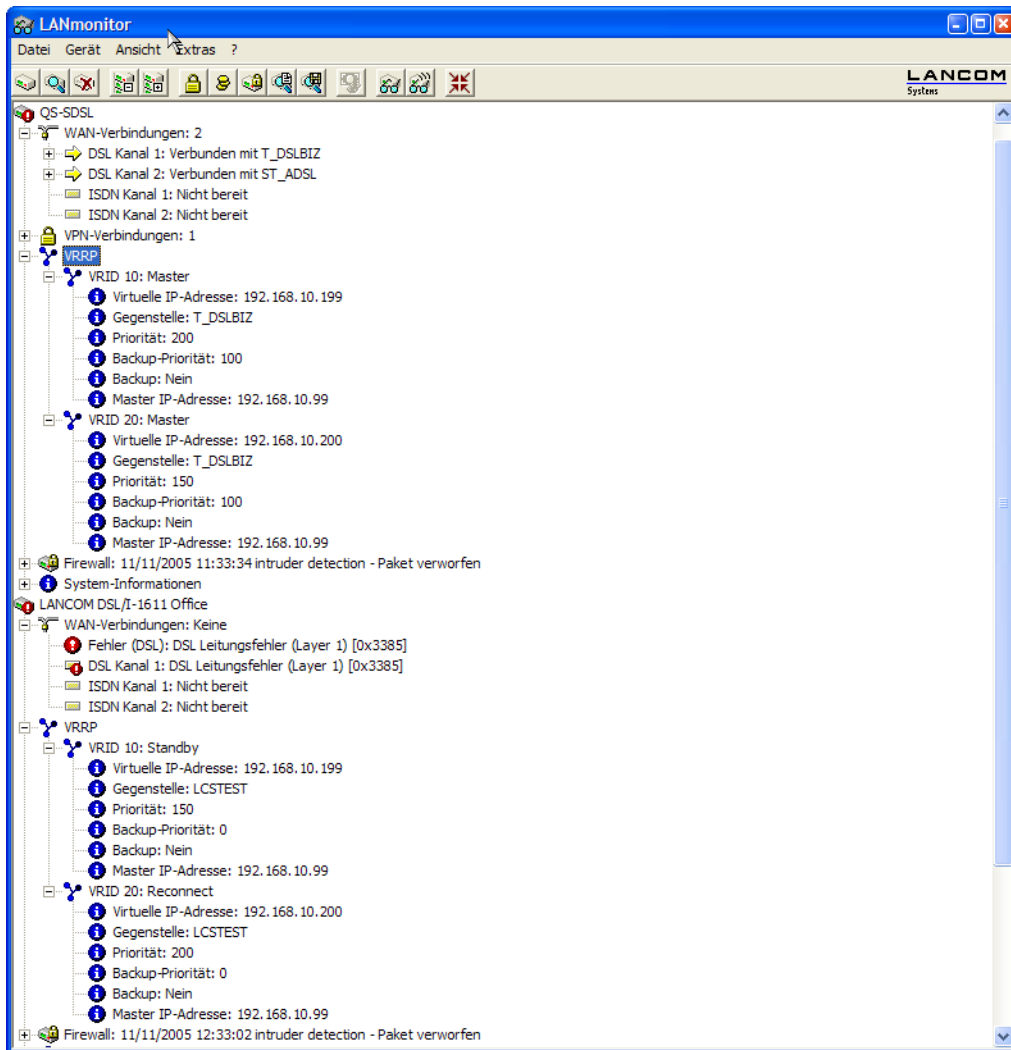 LANmonitor
Datei Gerät Ansicht Extras ?
LANCOM
Systems
QS-SDSL
WAN-Verbindungen: 2
DSL Kanal 1: Verbunden mit T_DSLBIZ
DSL Kanal 2: Verbunden mit ST_ADSL
ISDN Kanal 1: Nicht bereit
ISDN Kanal 2: Nicht bereit
VPN-Verbindungen: 1
VRRP
VRID 10: Master
Virtuelle IP-Adresse: 192.168.10.199
Gegenstelle: T_DSLBIZ
Priorität: 200
Backup-Priorität: 100
Backup: Nein
Master IP-Adresse: 192.168.10.99
VRID 20: Master
Virtuelle IP-Adresse: 192.168.10.200
Gegenstelle: T_DSLBIZ
Priorität: 150
Backup-Priorität: 100
Backup: Nein
Master IP-Adresse: 192.168.10.99
Firewall: 11/11/2005 11:33:34 intruder detection - Paket verworfen
System-Informationen
LANCOM DSL/I-1611 Office
WAN-Verbindungen: Keine
Fehler (DSL): DSL Leitungsfehler (Layer 1) [0x3385]
DSL Kanal 1: DSL Leitungsfehler (Layer 1) [0x3385]
ISDN Kanal 1: Nicht bereit
ISDN Kanal 2: Nicht bereit
VRRP
VRID 10: Standby
Virtuelle IP-Adresse: 192.168.10.199
Gegenstelle: LCSTEST
Priorität: 150
Backup-Priorität: 0
Backup: Nein
Master IP-Adresse: 192.168.10.99
VRID 20: Reconnect
Virtuelle IP-Adresse: 192.168.10.200
Gegenstelle: LCSTEST
Priorität: 200
Backup-Priorität: 0
Backup: Nein
Master IP-Adresse: 192.168.10.99
Firewall: 11/11/2005 12:33:02 intruder detection - Paket verworfen